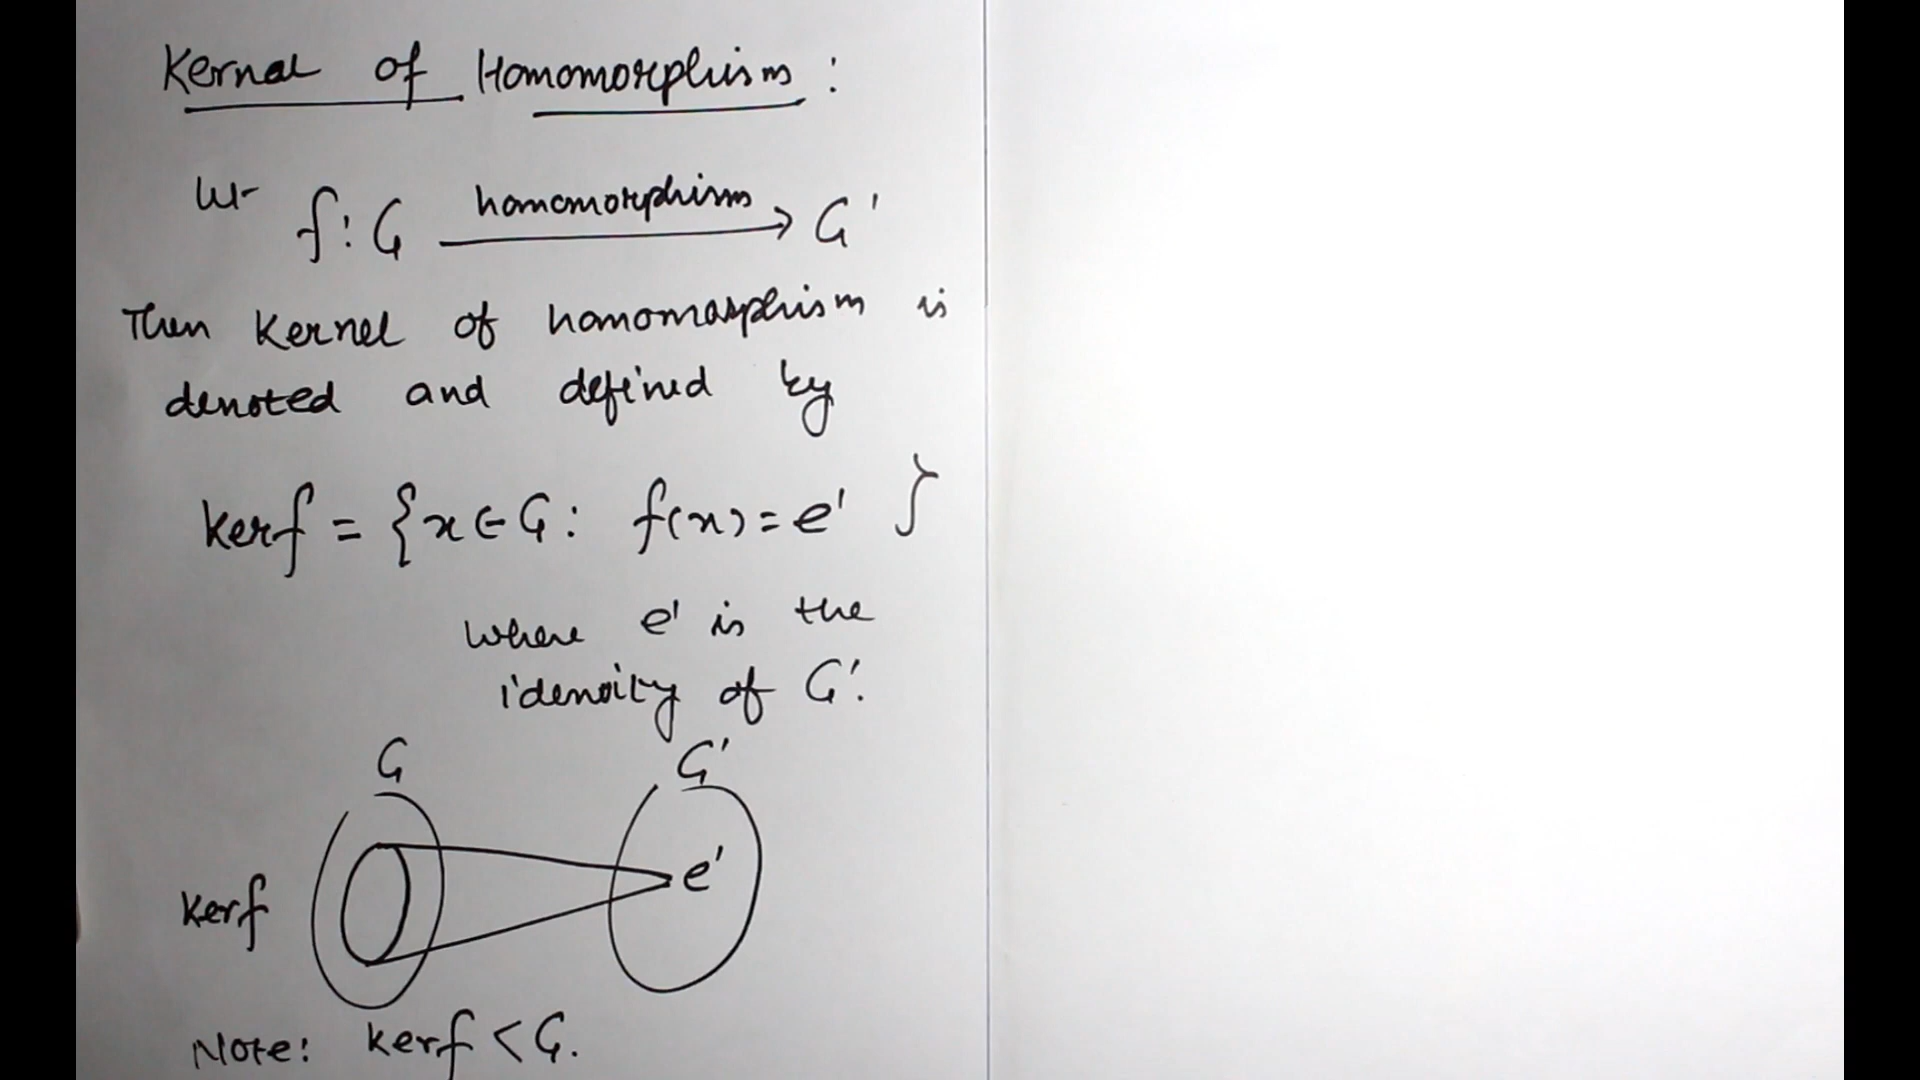 Kernal of Homomorphism :
Let f : G homomorphism → G'
Then Kernel of homomorphism is
denoted and defined by
Kerf = {x ∈ G : f(x) = e' }
where e' is the
identity of G'.
G G'
Kerf e'
Note: Kerf < G.